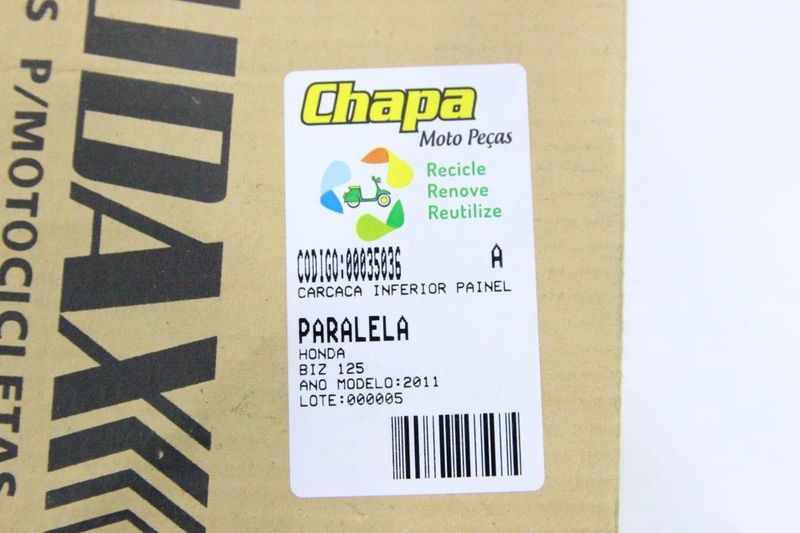 Chapa
Moto Peças
Recicle
Renove
Reutilize
CODIGO:00035036 A
CARCACA INFERIOR PAINEL
PARALELA
HONDA
BIZ 125
ANO MODELO:2011
LOTE:000005
S P/MOTOCICLETAS